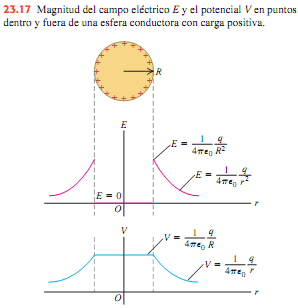 23.17 Magnitud del campo eléctrico E y el potencial V en puntos
dentro y fuera de una esfera conductora con carga positiva.
R
E
E = 1/4πϵ₀ q/R²
E = 1/4πϵ₀ q/r²
E = 0
O
r
V
V = 1/4πϵ₀ q/R
V = 1/4πϵ₀ q/r
O
r